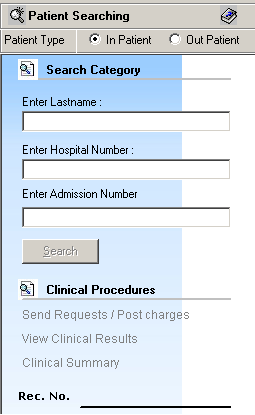 Patient Searching
Patient Type In Patient Out Patient
Search Category
Enter Lastname :
Enter Hospital Number :
Enter Admission Number
Search
Clinical Procedures
Send Requests / Post charges
View Clinical Results
Clinical Summary
Rec. No.